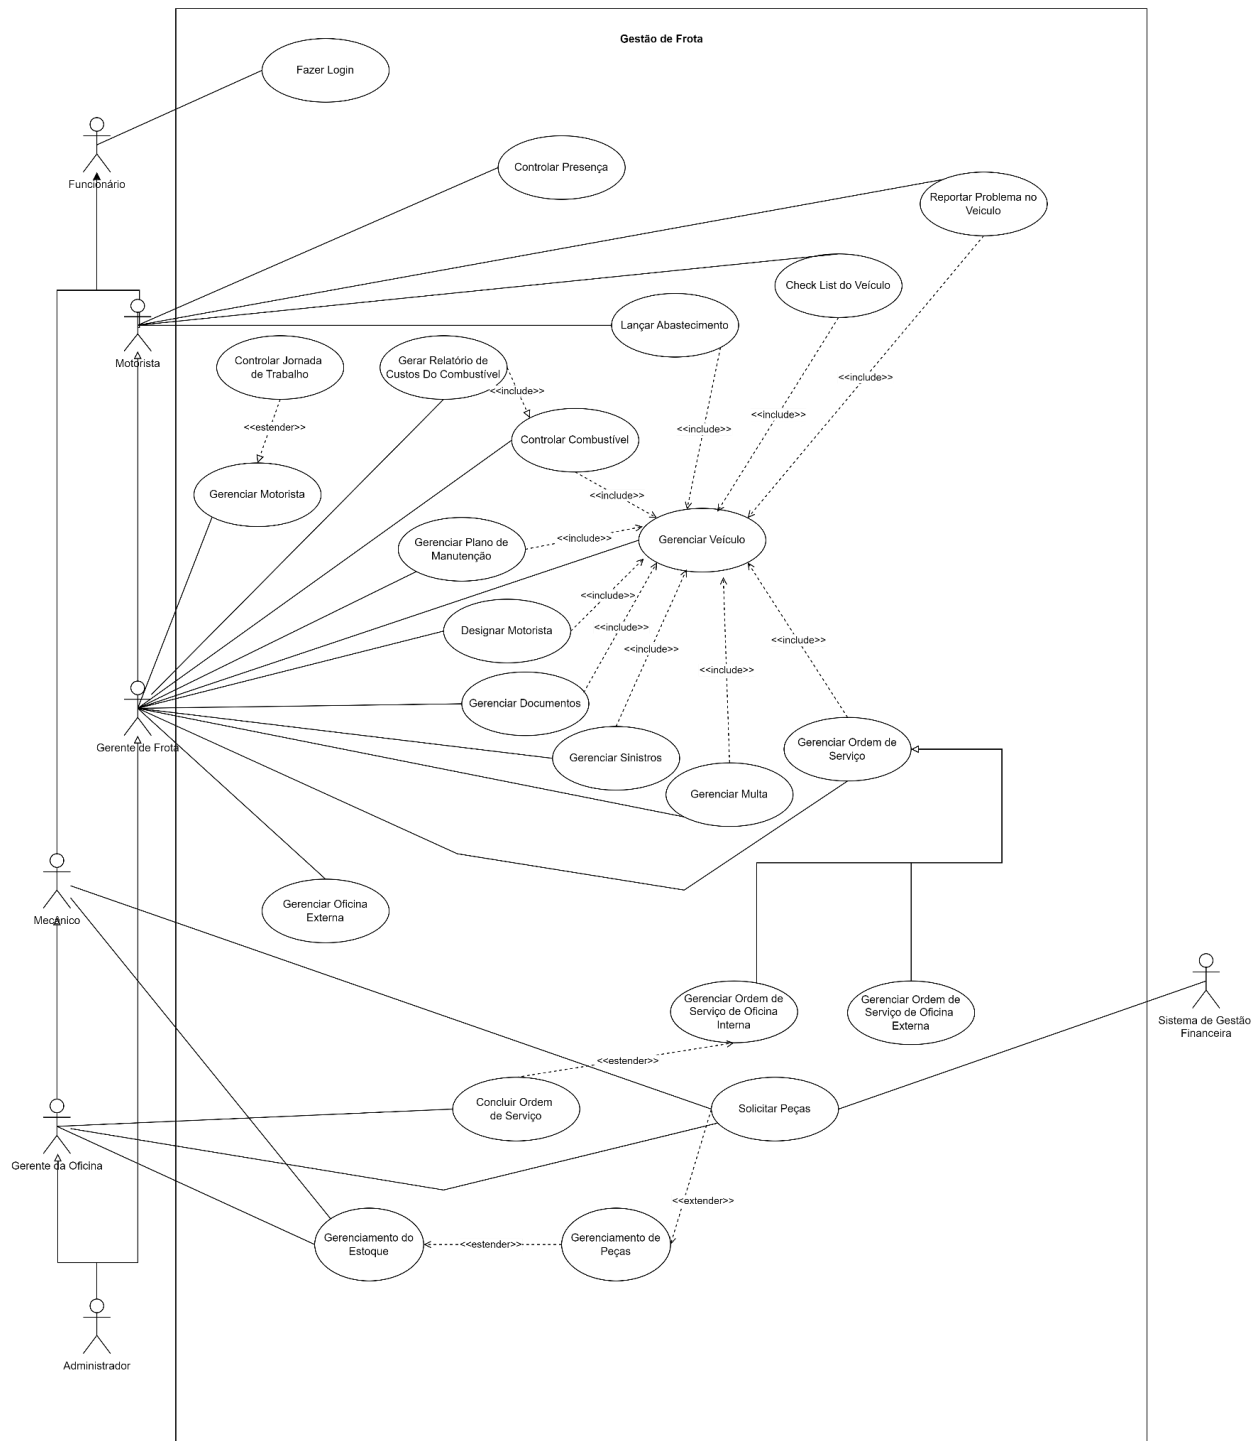 Gestão de Frota
Fazer Login
Funcionário
Controlar Presença
Reportar Problema no
Veiculo
Check List do Veículo
Lançar Abastecimento
Motorista
Controlar Jornada
de Trabalho
Gerar Relatório de
Custos Do Combustível
<<include>>
<<include>>
<<estender>>
<<include>>
<<include>>
Controlar Combustível
Gerenciar Motorista
<<include>>
Gerenciar Plano de
Manutenção
<<include>>
Gerenciar Veículo
<<include>>
Designar Motorista
<<include>>
<<include>>
<<include>>
<<include>>
Gerenciar Documentos
Gerente de Frota
Gerenciar Sinistros
Gerenciar Ordem de
Serviço
Gerenciar Multa
Mecânico
Gerenciar Oficina
Externa
Gerenciar Ordem de
Serviço de Oficina
Interna
Gerenciar Ordem de
Serviço de Oficina
Externa
Sistema de Gestão
Financeira
<<estender>>
Concluir Ordem
de Serviço
Solicitar Peças
Gerente da Oficina
<<extender>>
Gerenciamento do
Estoque
<<estender>>
Gerenciamento de
Peças
Administrador